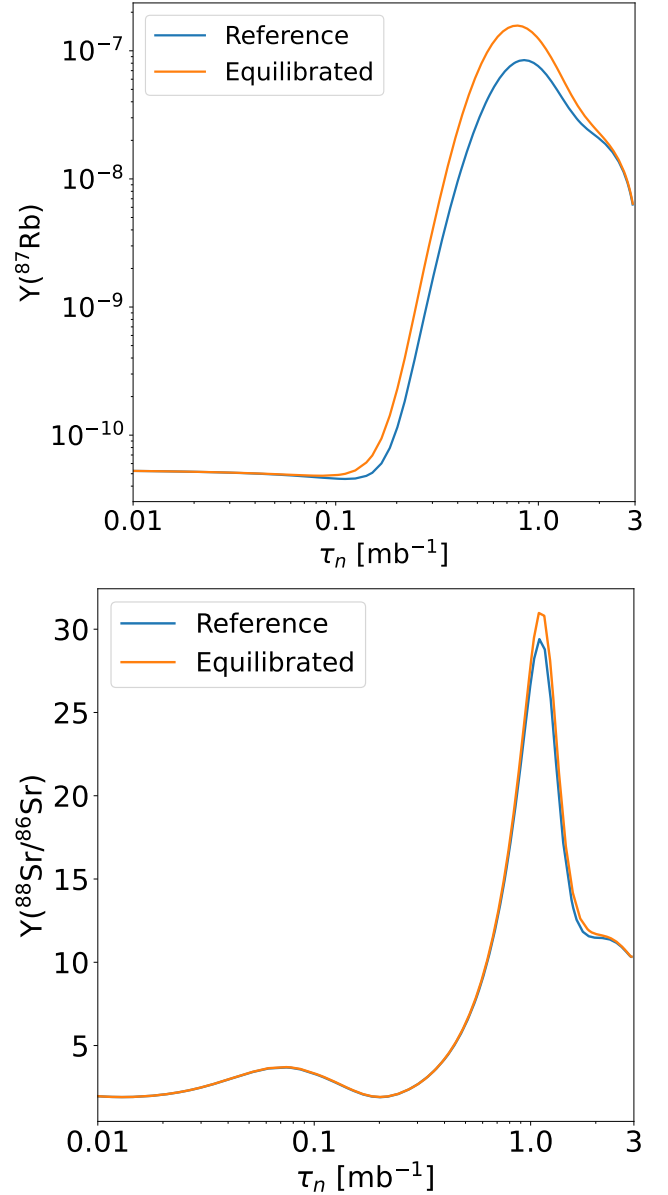 Reference
Equilibrated
Y(⁸⁷Rb)
10⁻⁷
10⁻⁸
10⁻⁹
10⁻¹⁰
0.01 0.1 1.0 3
τₙ [mb⁻¹]
Reference
Equilibrated
Y(⁸⁸Sr/⁸⁶Sr)
30
25
20
15
10
5
0.01 0.1 1.0 3
τₙ [mb⁻¹]